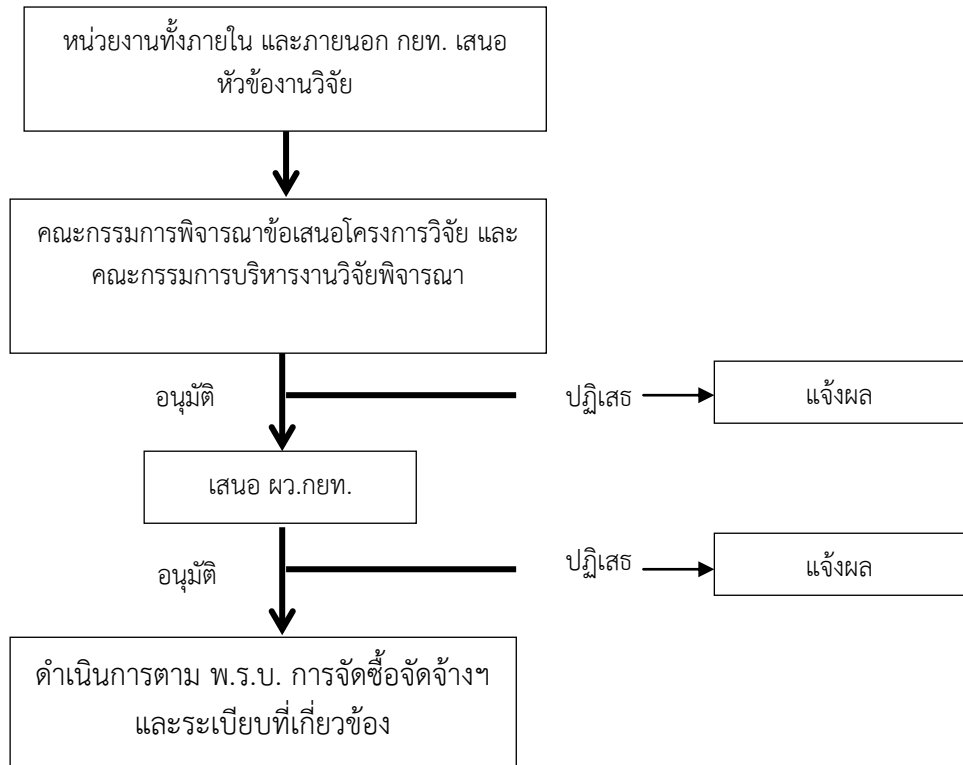 หน่วยงานทั้งภายใน และภายนอก กยท. เสนอ
หัวข้องานวิจัย
คณะกรรมการพิจารณาข้อเสนอโครงการวิจัย และ
คณะกรรมการบริหารงานวิจัยพิจารณา
อนุมัติ
ปฏิเสธ
แจ้งผล
เสนอ ผว.กยท.
อนุมัติ
ปฏิเสธ
แจ้งผล
ดำเนินการตาม พ.ร.บ. การจัดซื้อจัดจ้างฯ
และระเบียบที่เกี่ยวข้อง